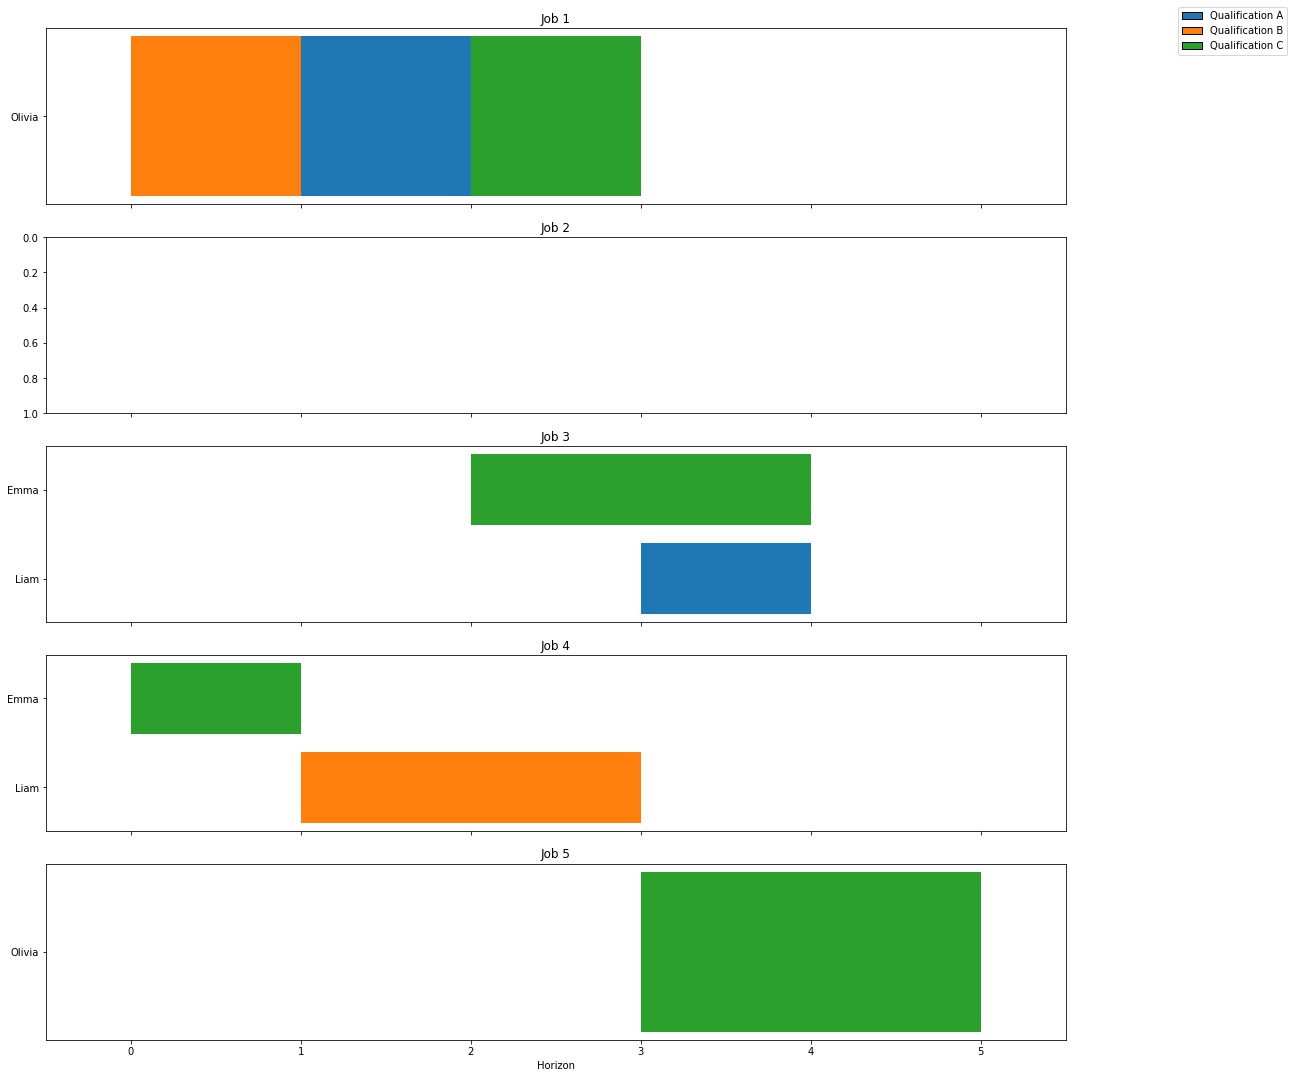 Job 1
Qualification A
Qualification B
Qualification C
Olivia
Job 2
0.0
0.2
0.4
0.6
0.8
1.0
Job 3
Emma
Liam
Job 4
Emma
Liam
Job 5
Olivia
0 1 2 3 4 5
Horizon